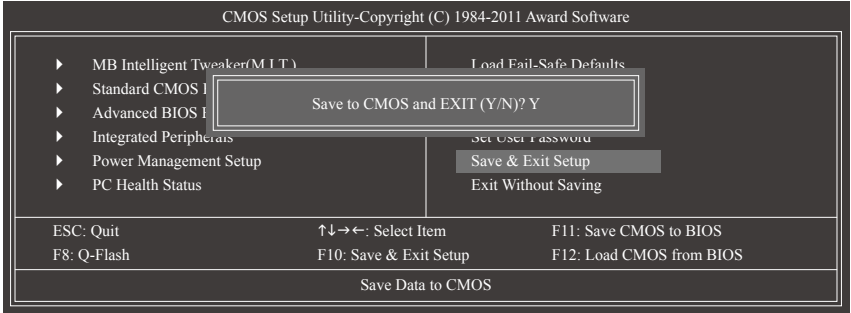 CMOS Setup Utility-Copyright (C) 1984-2011 Award Software
MB Intelligent Tweaker(M.I.T.)
Standard CMOS
Advanced BIOS
Integrated Peripherals
Power Management Setup
PC Health Status
Load Fail-Safe Defaults
Set User Password
Save & Exit Setup
Exit Without Saving
Save to CMOS and EXIT (Y/N)? Y
ESC: Quit
↑↓→←: Select Item
F11: Save CMOS to BIOS
F8: Q-Flash
F10: Save & Exit Setup
F12: Load CMOS from BIOS
Save Data to CMOS